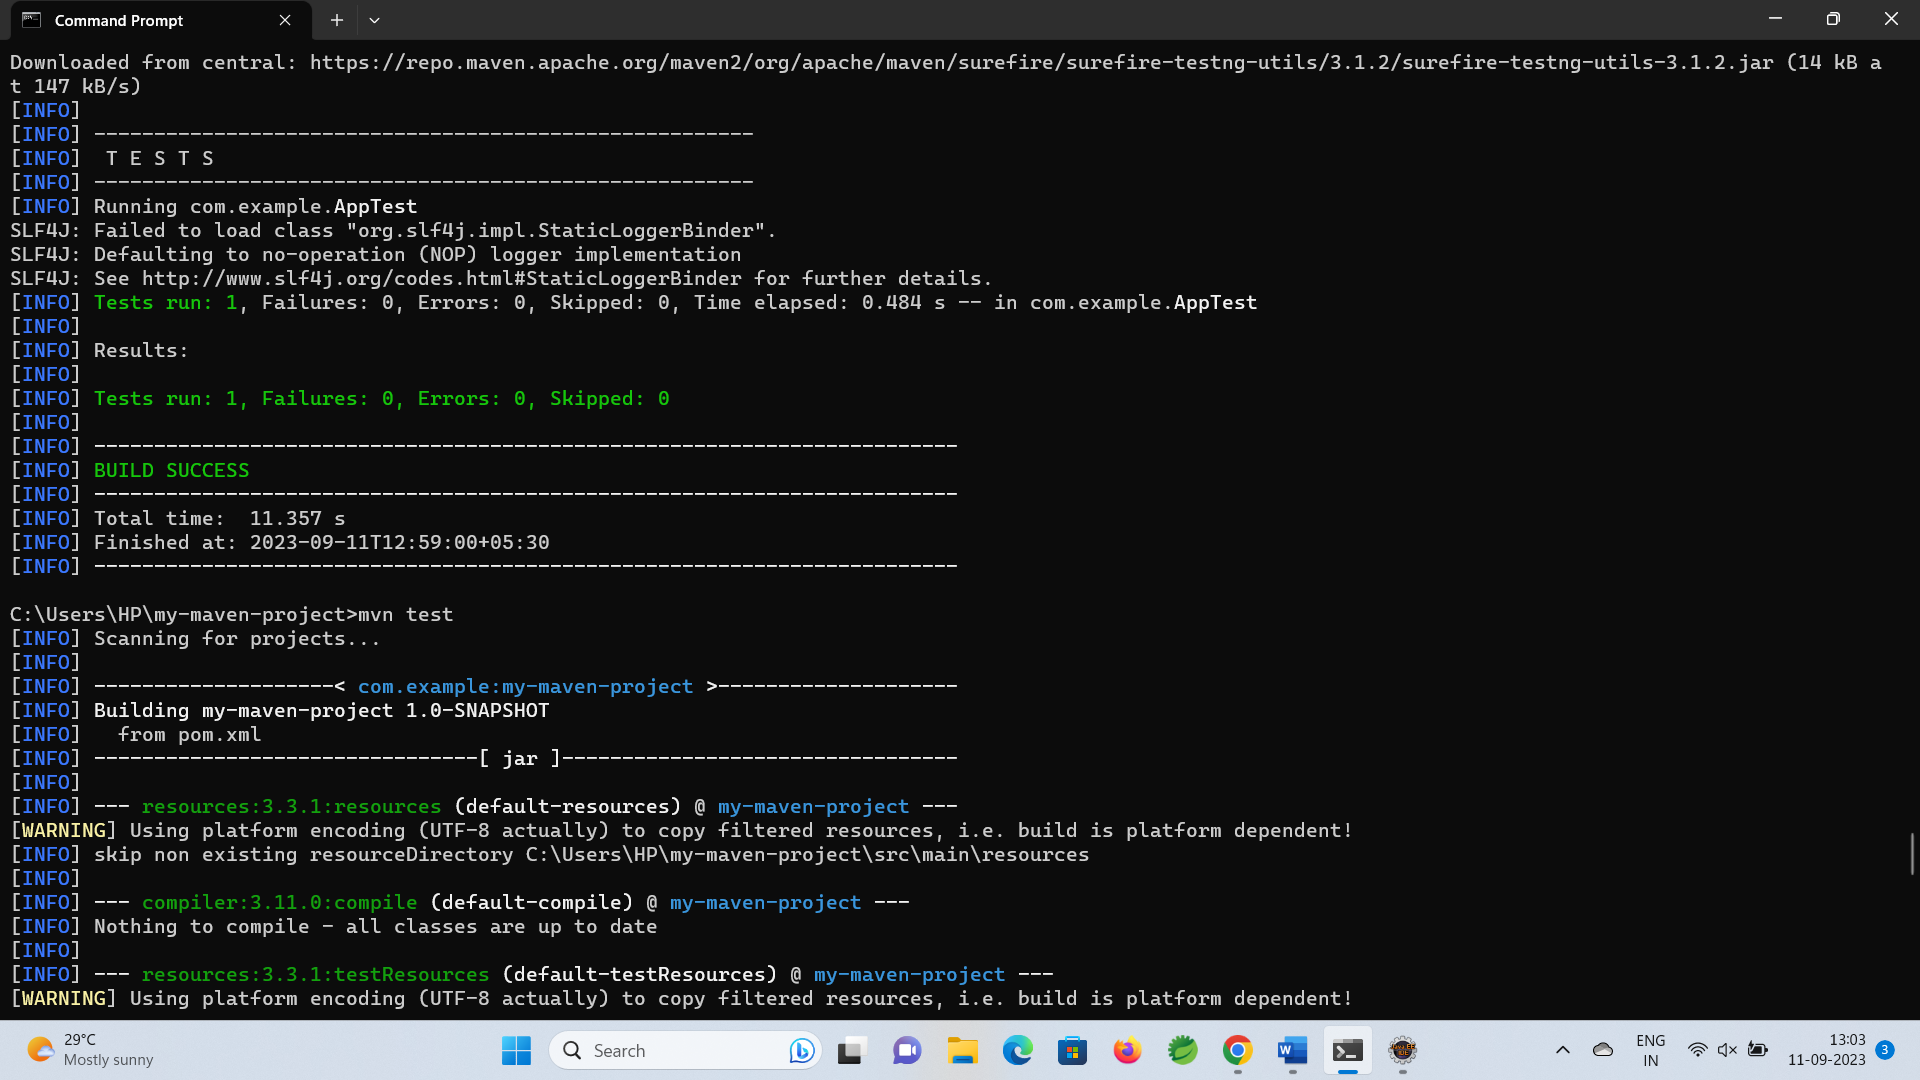 Command Prompt
Downloaded from central: https://repo.maven.apache.org/maven2/org/apache/maven/surefire/surefire-testng-utils/3.1.2/surefire-testng-utils-3.1.2.jar (14 kB a
t 147 kB/s)
[INFO]
[INFO] -------------------------------------------------------
[INFO]  T E S T S
[INFO] -------------------------------------------------------
[INFO] Running com.example.AppTest
SLF4J: Failed to load class "org.slf4j.impl.StaticLoggerBinder".
SLF4J: Defaulting to no-operation (NOP) logger implementation
SLF4J: See http://www.slf4j.org/codes.html#StaticLoggerBinder for further details.
[INFO] Tests run: 1, Failures: 0, Errors: 0, Skipped: 0, Time elapsed: 0.484 s -- in com.example.AppTest
[INFO]
[INFO] Results:
[INFO]
[INFO] Tests run: 1, Failures: 0, Errors: 0, Skipped: 0
[INFO]
[INFO] ------------------------------------------------------------------------
[INFO] BUILD SUCCESS
[INFO] ------------------------------------------------------------------------
[INFO] Total time:  11.357 s
[INFO] Finished at: 2023-09-11T12:59:00+05:30
[INFO] ------------------------------------------------------------------------
C:\Users\HP\my-maven-project>mvn test
[INFO] Scanning for projects...
[INFO]
[INFO] --------------------< com.example:my-maven-project >--------------------
[INFO] Building my-maven-project 1.0-SNAPSHOT
[INFO]   from pom.xml
[INFO] --------------------------------[ jar ]---------------------------------
[INFO]
[INFO] --- resources:3.3.1:resources (default-resources) @ my-maven-project ---
[WARNING] Using platform encoding (UTF-8 actually) to copy filtered resources, i.e. build is platform dependent!
[INFO] skip non existing resourceDirectory C:\Users\HP\my-maven-project\src\main\resources
[INFO]
[INFO] --- compiler:3.11.0:compile (default-compile) @ my-maven-project ---
[INFO] Nothing to compile - all classes are up to date
[INFO]
[INFO] --- resources:3.3.1:testResources (default-testResources) @ my-maven-project ---
[WARNING] Using platform encoding (UTF-8 actually) to copy filtered resources, i.e. build is platform dependent!
29°C
Mostly sunny
Search
ENG
IN
13:03
11-09-2023
3